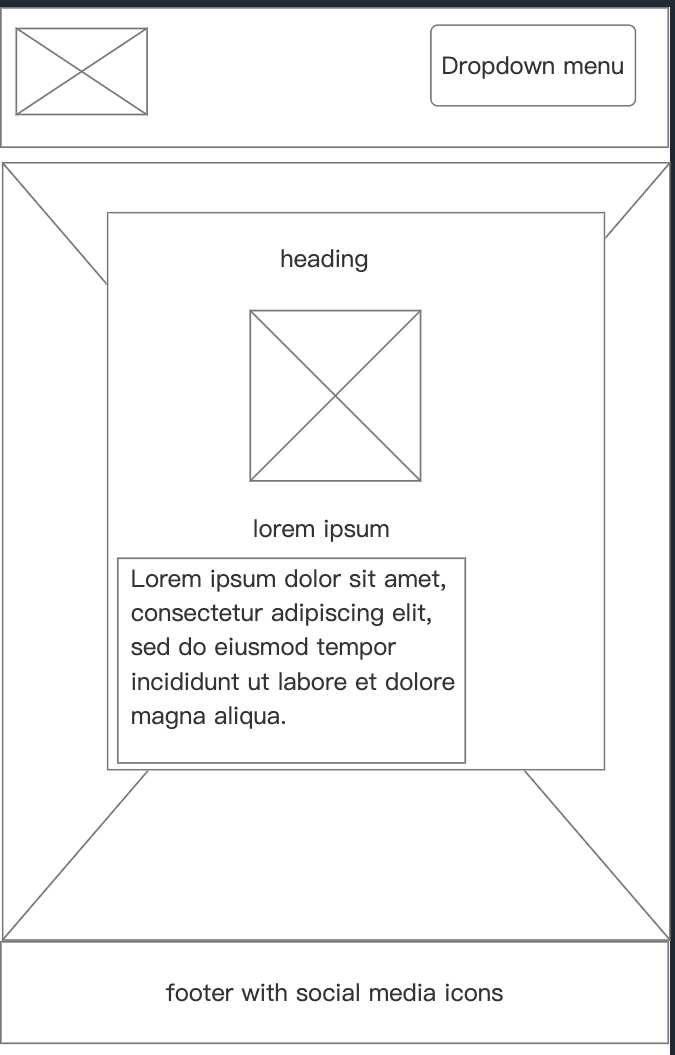 Dropdown menu
heading
lorem ipsum
Lorem ipsum dolor sit amet,
consectetur adipiscing elit,
sed do eiusmod tempor
incididunt ut labore et dolore
magna aliqua.
footer with social media icons